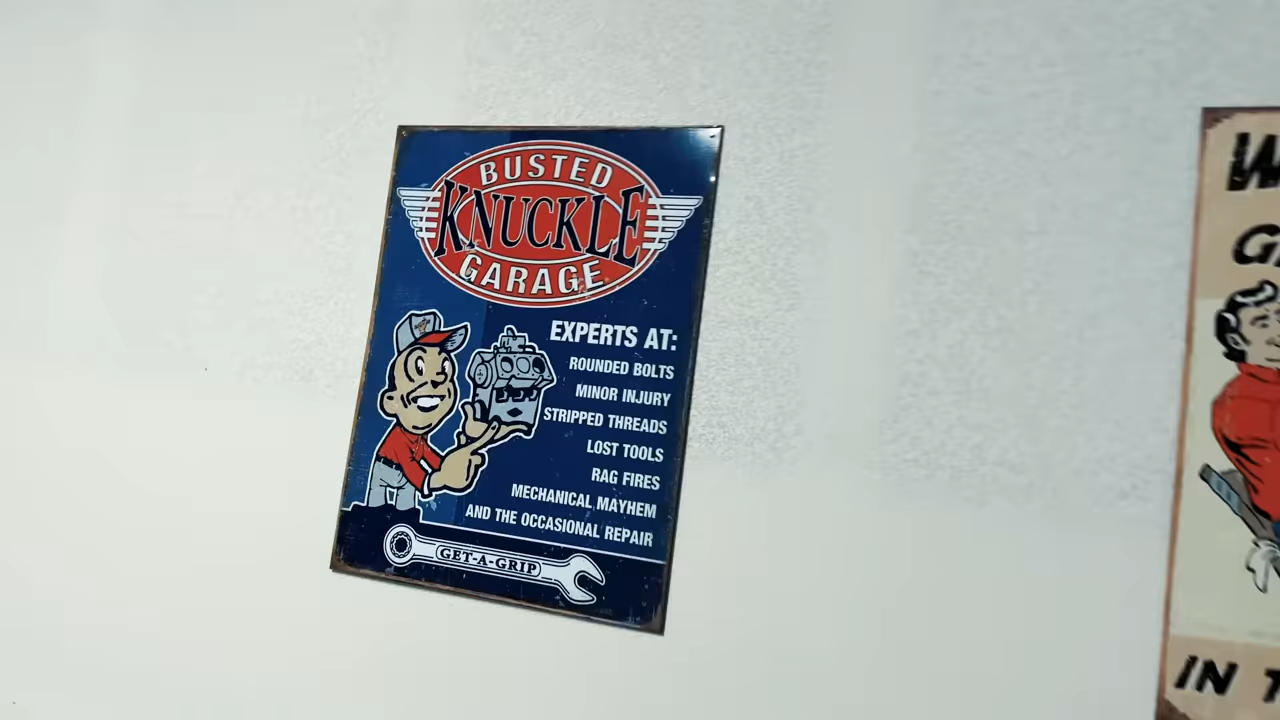 BUSTED
KNUCKLE
GARAGE
EXPERTS AT:
ROUNDED BOLTS
MINOR INJURY
STRIPPED THREADS
LOST TOOLS
RAG FIRES
MECHANICAL MAYHEM
AND THE OCCASIONAL REPAIR
GET-A-GRIP
IN